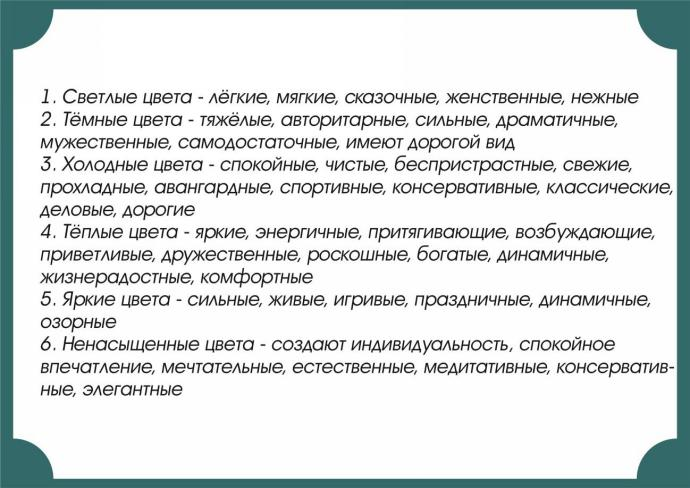 1. Светлые цвета - лёгкие, мягкие, сказочные, женственные, нежные
2. Тёмные цвета - тяжёлые, авторитарные, сильные, драматичные,
мужественные, самодостаточные, имеют дорогой вид
3. Холодные цвета - спокойные, чистые, беспристрастные, свежие,
прохладные, авангардные, спортивные, консервативные, классические,
деловые, дорогие
4. Тёплые цвета - яркие, энергичные, притягивающие, возбуждающие,
приветливые, дружественные, роскошные, богатые, динамичные,
жизнерадостные, комфортные
5. Яркие цвета - сильные, живые, игривые, праздничные, динамичные,
озорные
6. Ненасыщенные цвета - создают индивидуальность, спокойное
впечатление, мечтательные, естественные, медитативные, консерватив-
ные, элегантные